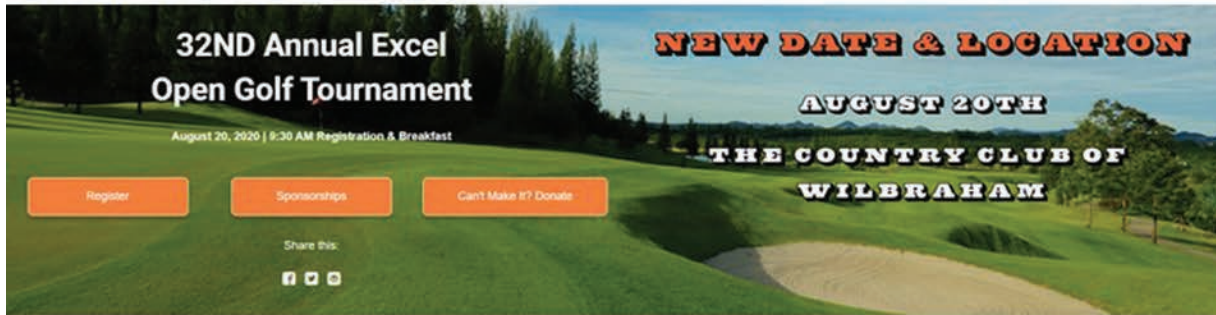 32ND Annual Excel
Open Golf Tournament
August 20, 2020 | 9:30 AM Registration & Breakfast
Register
Sponsorships
Can't Make It? Donate
Share this:
NEW DATE & LOCATION
AUGUST 20TH
THE COUNTRY CLUB OF
WILBRAHAM